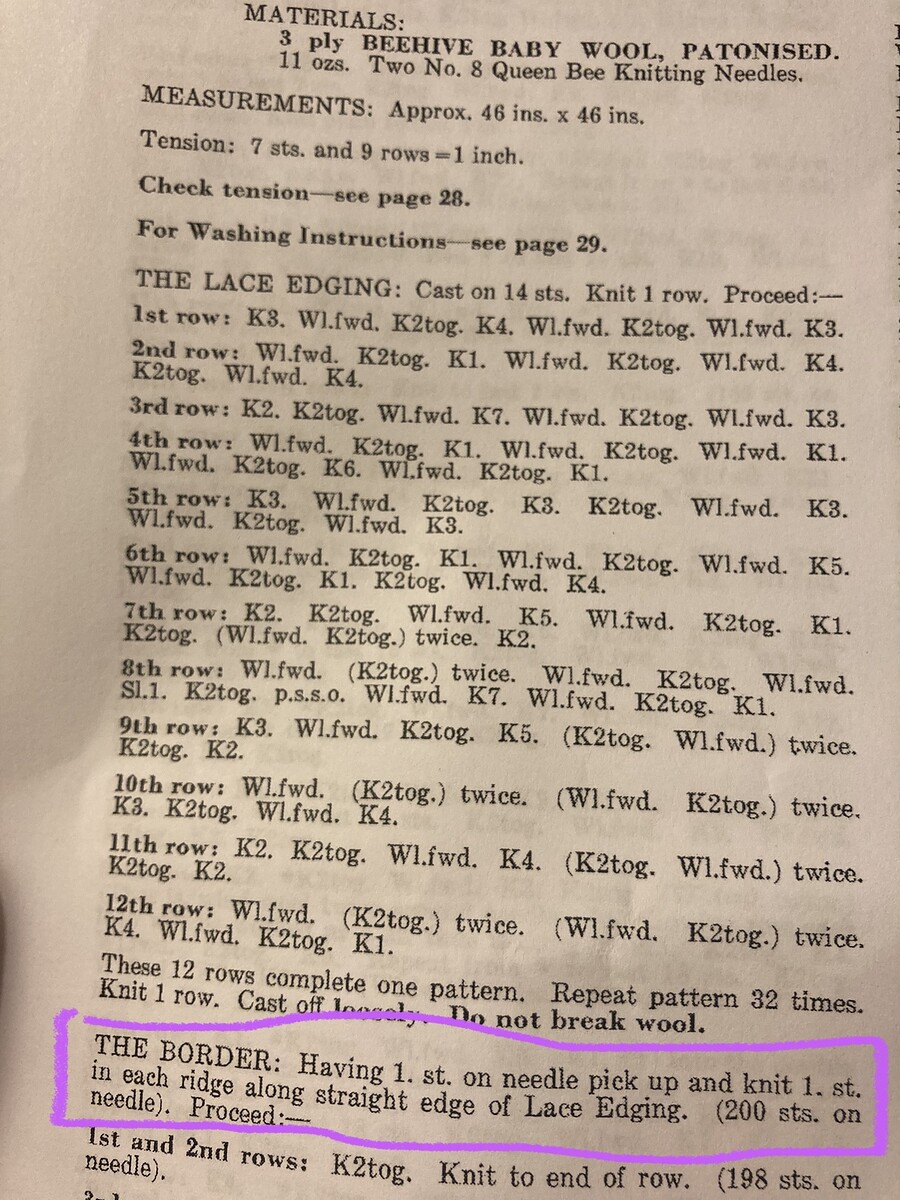 MATERIALS:
3 ply BEEHIVE BABY WOOL, PATONISED.
11 ozs. Two No. 8 Queen Bee Knitting Needles.
MEASUREMENTS: Approx. 46 ins. x 46 ins.
Tension: 7 sts. and 9 rows=1 inch.
Check tension—see page 28.
For Washing Instructions—see page 29.
THE LACE EDGING: Cast on 14 sts. Knit 1 row. Proceed:—
1st row: K3. Wl.fwd. K2tog. K4. Wl.fwd. K2tog. Wl.fwd. K3.
2nd row: Wl.fwd. K2tog. K1. Wl.fwd. K2tog. Wl.fwd. K4.
K2tog. Wl.fwd. K4.
3rd row: K2. K2tog. Wl.fwd. K7. Wl.fwd. K2tog. Wl.fwd. K3.
4th row: Wl.fwd. K2tog. K1. Wl.fwd. K2tog. Wl.fwd. K1.
Wl.fwd. K2tog. K6. Wl.fwd. K2tog. K1.
5th row: K3. Wl.fwd. K2tog. K3. K2tog. Wl.fwd. K3.
Wl.fwd. K2tog. Wl.fwd. K3.
6th row: Wl.fwd. K2tog. K1. Wl.fwd. K2tog. Wl.fwd. K5.
Wl.fwd. K2tog. K1. K2tog. Wl.fwd. K4.
7th row: K2. K2tog. Wl.fwd. K5. Wl.fwd. K2tog. K1.
K2tog. (Wl.fwd. K2tog.) twice. K2.
8th row: Wl.fwd. (K2tog.) twice. Wl.fwd. K2tog. Wl.fwd.
Sl.1. K2tog. p.s.s.o. Wl.fwd. K7. Wl.fwd. K2tog. K1.
9th row: K3. Wl.fwd. K2tog. K5. (K2tog. Wl.fwd.) twice.
K2tog. K2.
10th row: Wl.fwd. (K2tog.) twice. (Wl.fwd. K2tog.) twice.
K3. K2tog. Wl.fwd. K4.
11th row: K2. K2tog. Wl.fwd. K4. (K2tog. Wl.fwd.) twice.
K2tog. K2.
12th row: Wl.fwd. (K2tog.) twice. (Wl.fwd. K2tog.) twice.
K4. Wl.fwd. K2tog. K1.
These 12 rows complete one pattern. Repeat pattern 32 times.
Knit 1 row. Cast off loosely. Do not break wool.
THE BORDER: Having 1. st. on needle pick up and knit 1. st.
in each ridge along straight edge of Lace Edging. (200 sts. on
needle). Proceed:—
1st and 2nd rows: K2tog. Knit to end of row. (198 sts. on
needle).